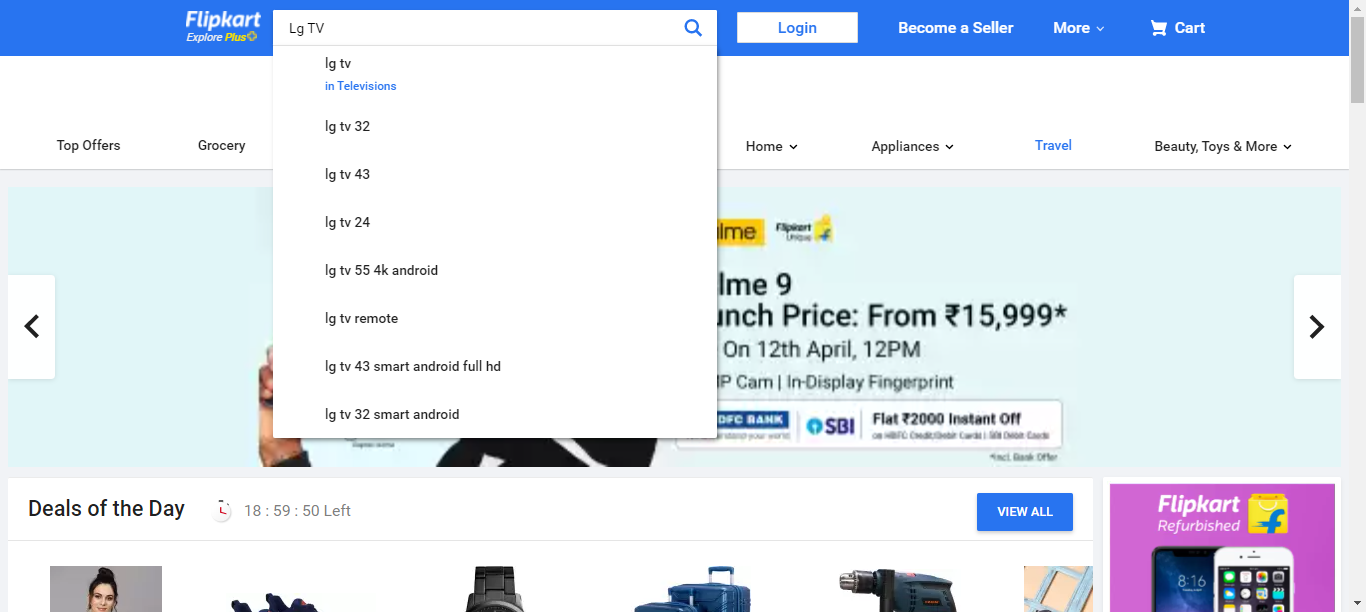 Flipkart
Explore Plus
Lg TV
Login
Become a Seller
More
Cart
lg tv
in Televisions
lg tv 32
lg tv 43
lg tv 24
lg tv 55 4k android
lg tv remote
lg tv 43 smart android full hd
lg tv 32 smart android
Top Offers
Grocery
Home
Appliances
Travel
Beauty, Toys & More
Flipkart
Unique
9
Price: From ₹15,999*
On 12th April, 12PM
Cam | In-Display Fingerprint
BANK
SBI
Flat ₹2000 Instant Off
on HDFC Credit/Debit Cards | SBI Debit Cards
*Incl. Bank Offer
Deals of the Day
18 : 59 : 50 Left
VIEW ALL
Flipkart
Refurbished
8:16